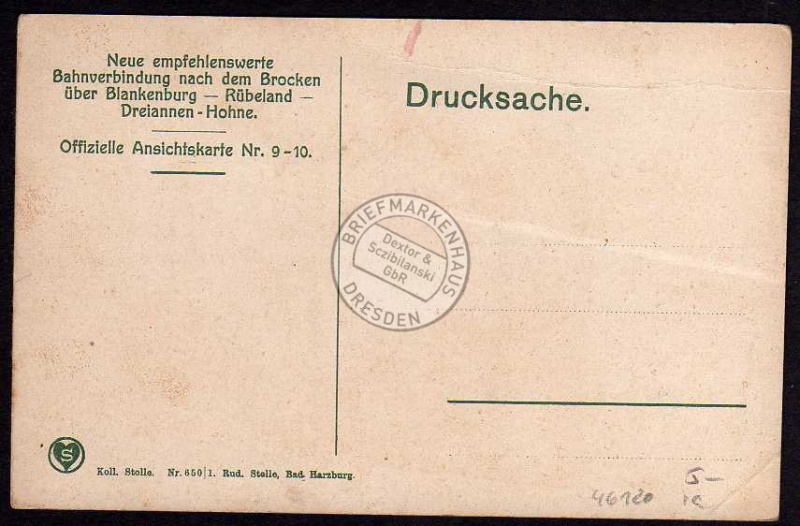 Neue empfehlenswerte
Bahnverbindung nach dem Brocken
über Blankenburg — Rübeland —
Dreiannen - Hohne.
Offizielle Ansichtskarte Nr. 9-10.
Drucksache.
BRIEFMARKENHAUS
Dextor &
Sczibilanski
GbR
DRESDEN
S
Koll. Stolle. Nr. 650|1. Rud. Stolle, Bad Harzburg.
5-
46120